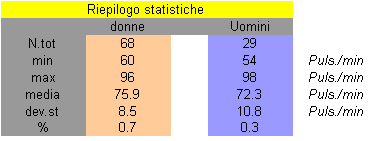 Riepilogo statistiche
donne Uomini
N.tot 68 29
min 60 54 Puls./min
max 96 98 Puls./min
media 75.9 72.3 Puls./min
dev.st 8.5 10.8 Puls./min
% 0.7 0.3